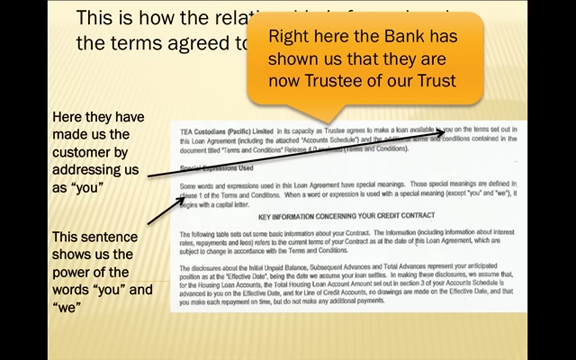 This is how the
the terms agreed to
Right here the Bank has
shown us that they are
now Trustee of our Trust
Here they have
made us the
customer by
addressing us
as “you”
This sentence
shows us the
power of the
words “you” and
“we”
TEA Custodians (Pacific) Limited in its capacity as Trustee agrees to make a loan available to you on the terms set out in
this Loan Agreement (including the attached "Accounts Schedule") and the additional terms and conditions contained in the
document titled "Terms and Conditions" Release (Terms and Conditions).
Special Expressions Used
Some words and expressions used in this Loan Agreement have special meanings. Those special meanings are defined in
clause 1 of the Terms and Conditions. When a word or expression is used with a special meaning (except "you" and "we"), it
begins with a capital letter.
KEY INFORMATION CONCERNING YOUR CREDIT CONTRACT
The following table sets out some basic information about your Contract. The information (including information about interest
rates, repayments and fees) refers to the current terms of your Contract as at the date of this Loan Agreement, which are
subject to change in accordance with the Terms and Conditions.
The disclosures about the Initial Unpaid Balance, Subsequent Advances and Total Advances represent your anticipated
position as at the "Effective Date", being the date we assume your loan settles. In making these disclosures, we assume that,
for the Housing Loan Accounts, the Total Housing Loan Account Amount set out in section 3 of your Accounts Schedule is
advanced to you on the Effective Date, and for Line of Credit Accounts, no drawings are made on the Effective Date, and that
you make each repayment on time, but do not make any additional payments.